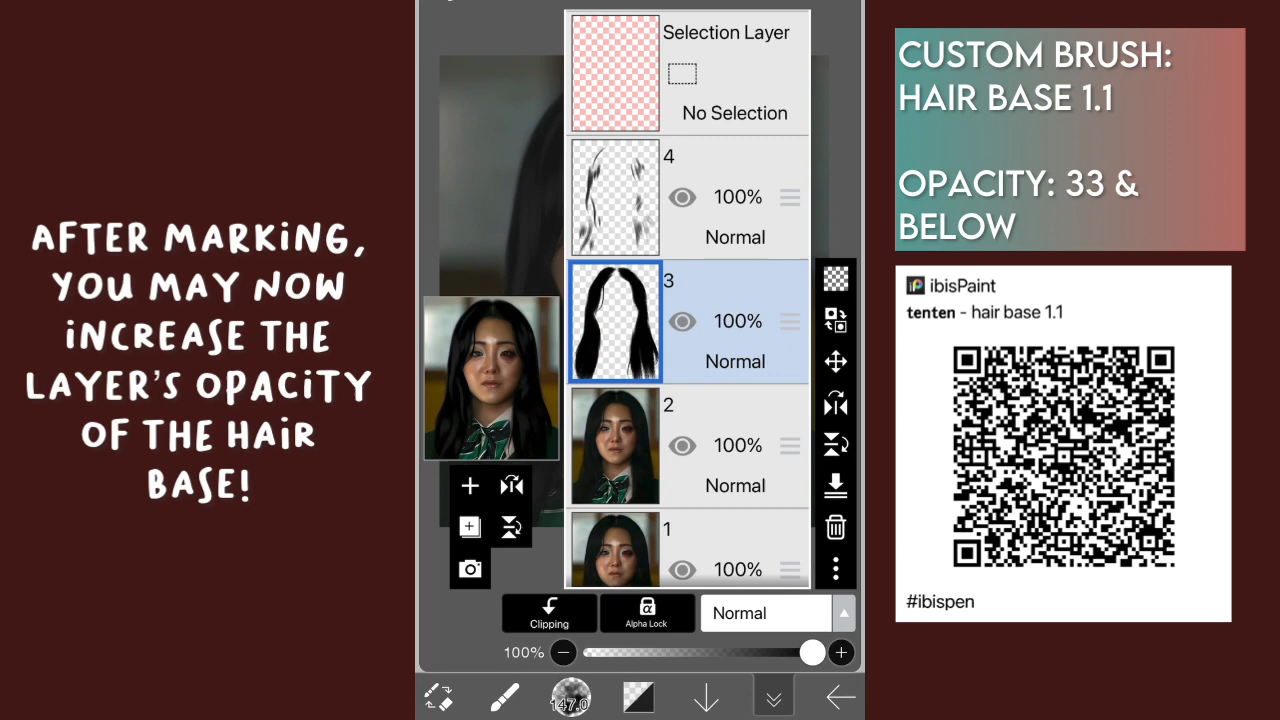 AFTER MARKING,
YOU MAY NOW
INCREASE THE
LAYER'S OPACITY
OF THE HAIR
BASE!
Selection Layer
No Selection
4
100%
Normal
3
100%
Normal
2
100%
Normal
1
100%
Clipping
Alpha Lock
Normal
100%
147.0
CUSTOM BRUSH:
HAIR BASE 1.1
OPACITY: 33 &
BELOW
ibisPaint
tenten - hair base 1.1
#ibispen